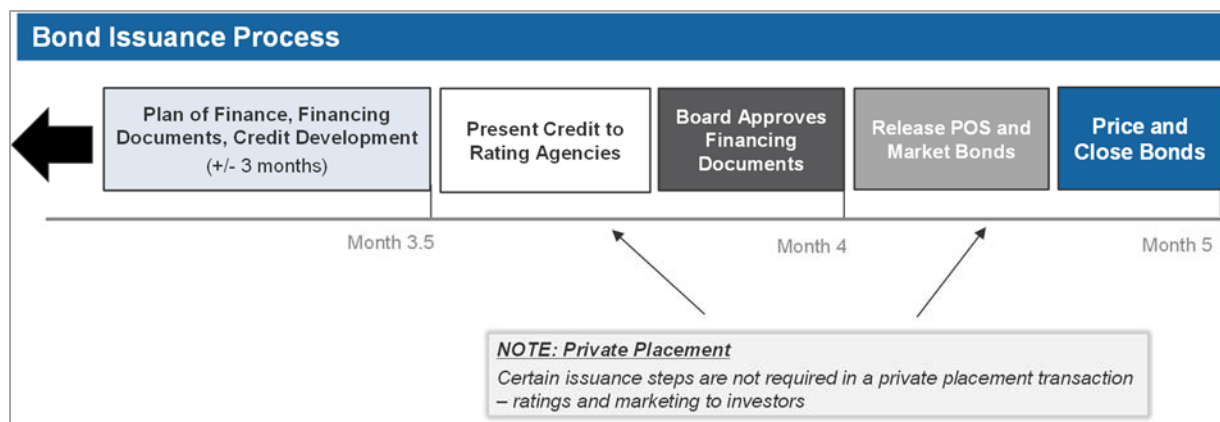 Bond Issuance Process
Plan of Finance, Financing
Documents, Credit Development
(+/- 3 months)
Present Credit to
Rating Agencies
Board Approves
Financing
Documents
Release POS and
Market Bonds
Price and
Close Bonds
Month 3.5
Month 4
Month 5
NOTE: Private Placement
Certain issuance steps are not required in a private placement transaction
– ratings and marketing to investors